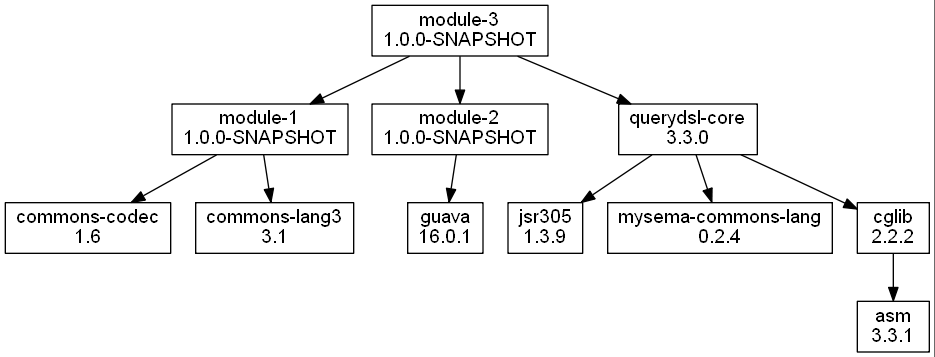 module-3
1.0.0-SNAPSHOT
module-1
1.0.0-SNAPSHOT
module-2
1.0.0-SNAPSHOT
querydsl-core
3.3.0
commons-codec
1.6
commons-lang3
3.1
guava
16.0.1
jsr305
1.3.9
mysema-commons-lang
0.2.4
cglib
2.2.2
asm
3.3.1